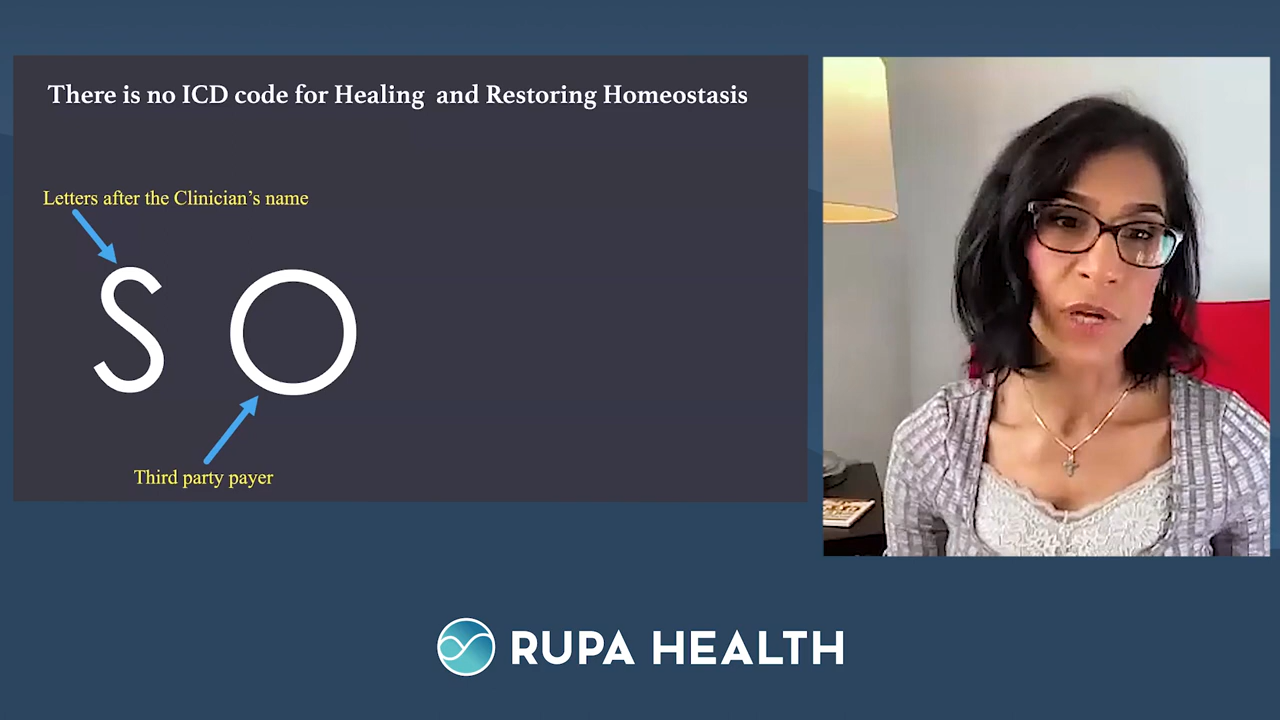 There is no ICD code for Healing and Restoring Homeostasis
Letters after the Clinician's name
S O
Third party payer
RUPA HEALTH